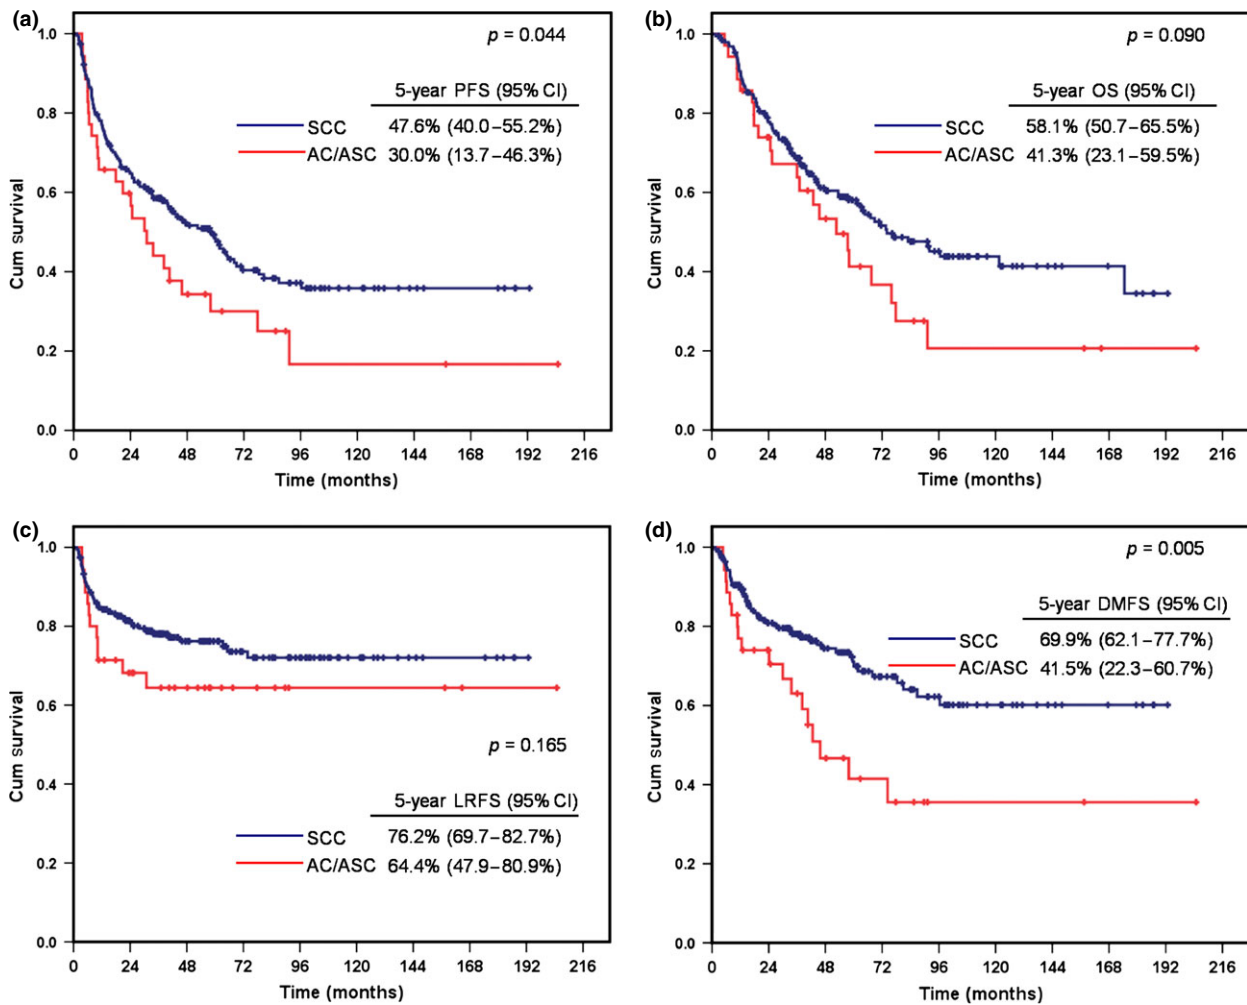 (a)
p = 0.044
5-year PFS (95% CI)
SCC 47.6% (40.0–55.2%)
AC/ASC 30.0% (13.7–46.3%)
Cum survival
1.0
0.8
0.6
0.4
0.2
0.0
0 24 48 72 96 120 144 168 192 216
Time (months)
(b)
p = 0.090
5-year OS (95% CI)
SCC 58.1% (50.7–65.5%)
AC/ASC 41.3% (23.1–59.5%)
Cum survival
1.0
0.8
0.6
0.4
0.2
0.0
0 24 48 72 96 120 144 168 192 216
Time (months)
(c)
p = 0.165
5-year LRFS (95% CI)
SCC 76.2% (69.7–82.7%)
AC/ASC 64.4% (47.9–80.9%)
Cum survival
1.0
0.8
0.6
0.4
0.2
0.0
0 24 48 72 96 120 144 168 192 216
Time (months)
(d)
p = 0.005
5-year DMFS (95% CI)
SCC 69.9% (62.1–77.7%)
AC/ASC 41.5% (22.3–60.7%)
Cum survival
1.0
0.8
0.6
0.4
0.2
0.0
0 24 48 72 96 120 144 168 192 216
Time (months)